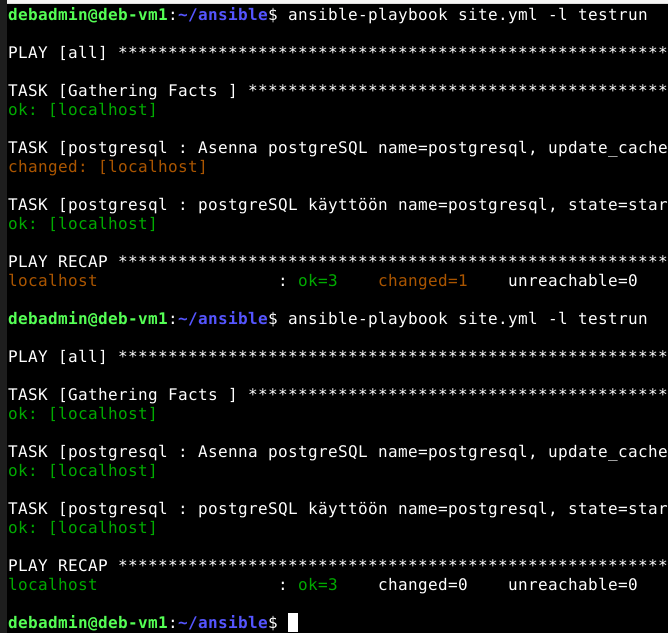 debadmin@deb-vm1:~/ansible$ ansible-playbook site.yml -l testrun
PLAY [all] *******************************************************
TASK [Gathering Facts ] ******************************************
ok: [localhost]
TASK [postgresql : Asenna postgreSQL name=postgresql, update_cache
changed: [localhost]
TASK [postgresql : postgreSQL käyttöön name=postgresql, state=star
ok: [localhost]
PLAY RECAP *******************************************************
localhost                  : ok=3    changed=1    unreachable=0
debadmin@deb-vm1:~/ansible$ ansible-playbook site.yml -l testrun
PLAY [all] *******************************************************
TASK [Gathering Facts ] ******************************************
ok: [localhost]
TASK [postgresql : Asenna postgreSQL name=postgresql, update_cache
ok: [localhost]
TASK [postgresql : postgreSQL käyttöön name=postgresql, state=star
ok: [localhost]
PLAY RECAP *******************************************************
localhost                  : ok=3    changed=0    unreachable=0
debadmin@deb-vm1:~/ansible$